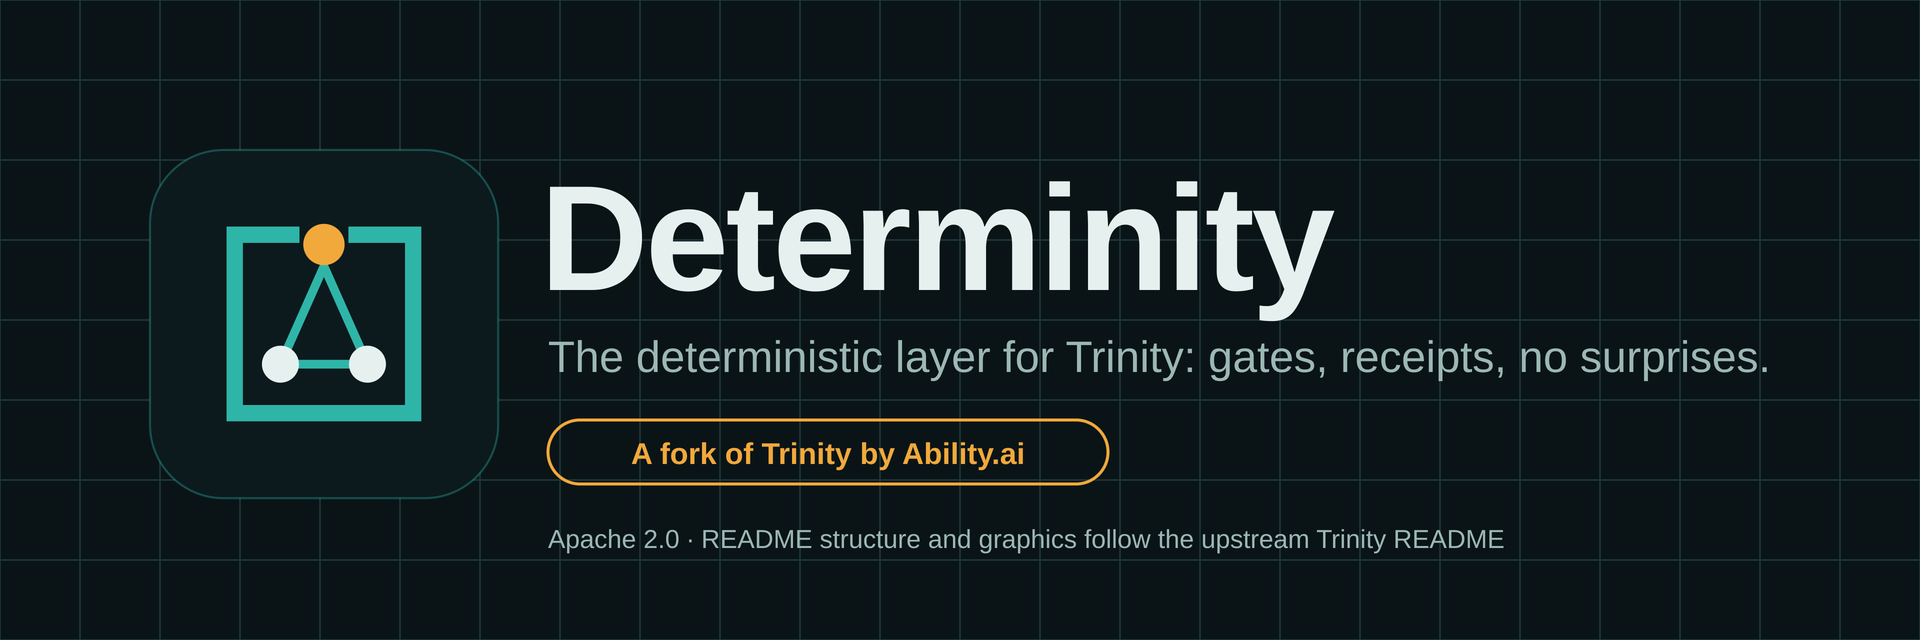 Determinity
The deterministic layer for Trinity: gates, receipts, no surprises.
A fork of Trinity by Ability.ai
Apache 2.0 · README structure and graphics follow the upstream Trinity README